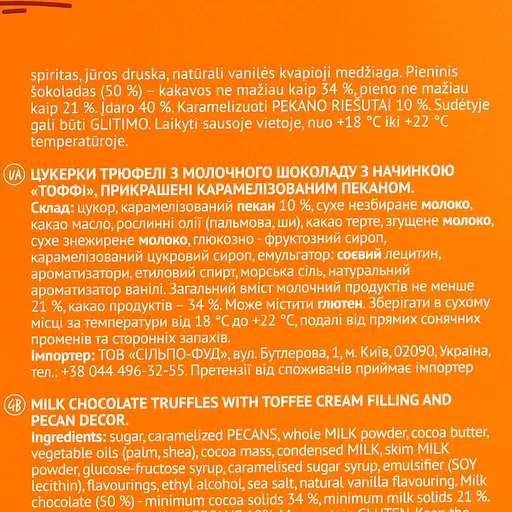 spiritas, jūros druska, natūrali vanilės kvapioji medžiaga. Pieninis
šokoladas (50 %) – kakavos ne mažiau kaip 34 %, pieno ne mažiau
kaip 21 %. Įdaro 40 %. Karamelizuoti PEKANO RIEŠUTAI 10 %. Sudėtyje
gali būti GLITIMO. Laikyti sausoje vietoje, nuo +18 °C iki +22 °C
temperatūroje.
UA ЦУКЕРКИ ТРЮФЕЛІ З МОЛОЧНОГО ШОКОЛАДУ З НАЧИНКОЮ
«ТОФФІ», ПРИКРАШЕНІ КАРАМЕЛІЗОВАНИМ ПЕКАНОМ.
Склад: цукор, карамелізований пекан 10 %, сухе незбиране молоко,
какао масло, рослинні олії (пальмова, ши), какао терте, згущене молоко,
сухе знежирене молоко, глюкозно - фруктозний сироп,
карамелізований цукровий сироп, емульгатор: соєвий лецитин,
ароматизатори, етиловий спирт, морська сіль, натуральний
ароматизатор ванілі. Загальний вміст молочний продуктів не менше
21 %, какао продуктів – 34 %. Може містити глютен. Зберігати в сухому
місці за температури від 18 °C до +22 °C, подалі від прямих сонячних
променів та сторонніх запахів.
Імпортер: ТОВ «СІЛЬПО-ФУД», вул. Бутлерова, 1, м. Київ, 02090, Україна,
тел.: +38 044 496-32-55. Претензії від споживачів приймає імпортер
GB MILK CHOCOLATE TRUFFLES WITH TOFFEE CREAM FILLING AND
PECAN DECOR.
Ingredients: sugar, caramelized PECANS, whole MILK powder, cocoa butter,
vegetable oils (palm, shea), cocoa mass, condensed MILK, skim MILK
powder, glucose-fructose syrup, caramelised sugar syrup, emulsifier (SOY
lecithin), flavourings, ethyl alcohol, sea salt, natural vanilla flavouring. Milk
chocolate (50 %) - minimum cocoa solids 34 %, minimum milk solids 21 %.